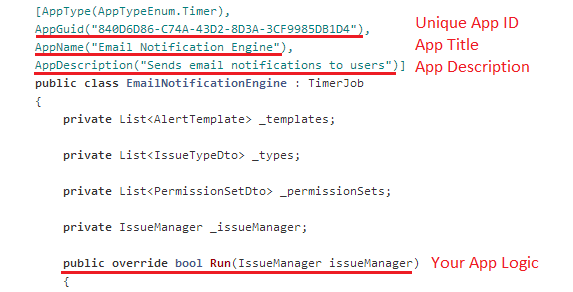 [AppType(AppTypeEnum.Timer),
AppGuid("840D6D86-C74A-43D2-8D3A-3CF9985DB1D4"), Unique App ID
AppName("Email Notification Engine"), App Title
AppDescription("Sends email notifications to users")] App Description
public class EmailNotificationEngine : TimerJob
{
private List<AlertTemplate> _templates;
private List<IssueTypeDto> _types;
private List<PermissionSetDto> _permissionSets;
private IssueManager _issueManager;
public override bool Run(IssueManager issueManager) Your App Logic
{